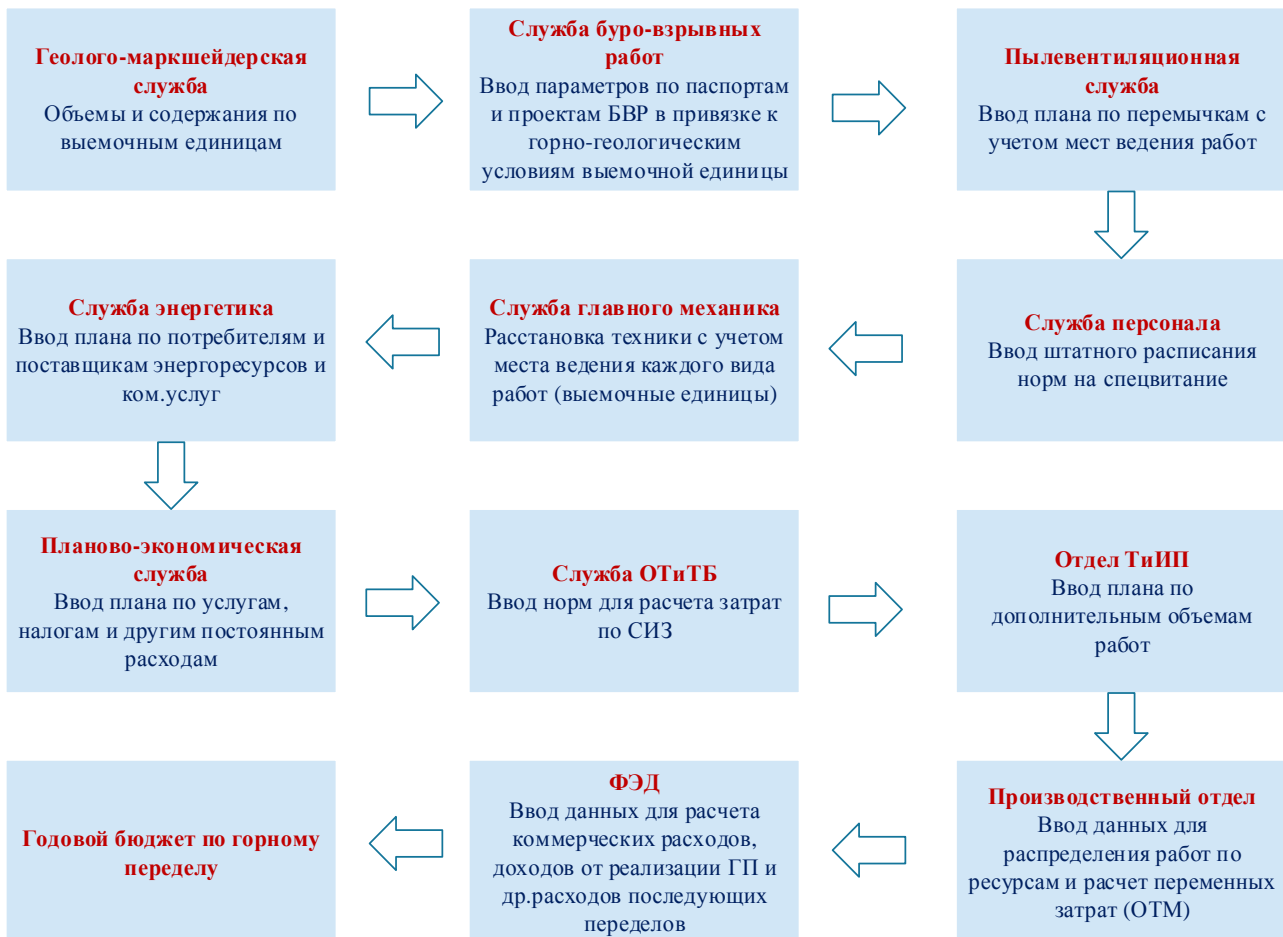 Геолого-маркшейдерская
служба
Объемы и содержания по
выемочным единицам
Служба буро-взрывных
работ
Ввод параметров по паспортам
и проектам БВР в привязке к
горно-геологическим
условиям выемочной единицы
Пылевентиляционная
служба
Ввод плана по перемычкам с
учетом мест ведения работ
Служба персонала
Ввод штатного расписания
норм на спецвитание
Служба главного механика
Расстановка техники с учетом
места ведения каждого вида
работ (выемочные единицы)
Служба энергетика
Ввод плана по потребителям и
поставщикам энергоресурсов и
ком.услуг
Планово-экономическая
служба
Ввод плана по услугам,
налогам и другим постоянным
расходам
Служба ОТиТБ
Ввод норм для расчета затрат
по СИЗ
Отдел ТиИП
Ввод плана по
дополнительным объемам
работ
Производственный отдел
Ввод данных для
распределения работ по
ресурсам и расчет переменных
затрат (ОТМ)
ФЭД
Ввод данных для расчета
коммерческих расходов,
доходов от реализации ГП и
др.расходов последующих
переделов
Годовой бюджет по горному
переделу